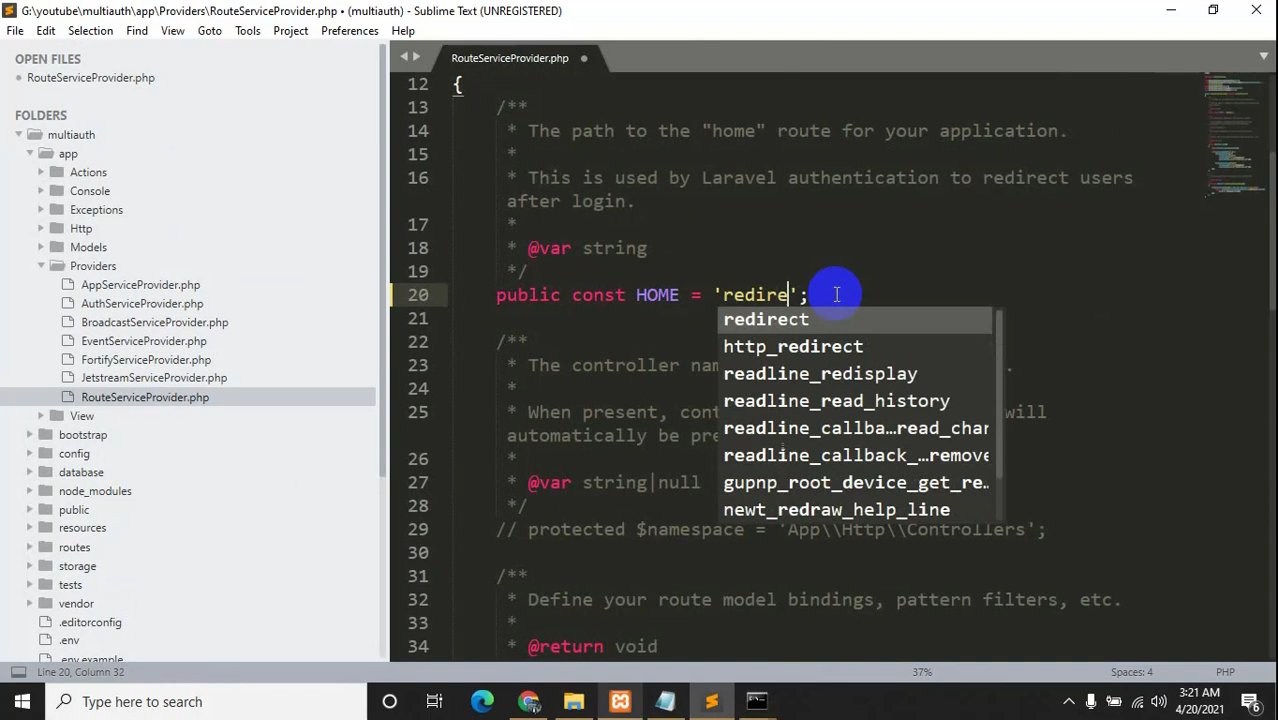 G:\youtube\multiauth\app\Providers\RouteServiceProvider.php • (multiauth) - Sublime Text (UNREGISTERED)
File Edit Selection Find View Goto Tools Project Preferences Help
OPEN FILES
RouteServiceProvider.php
FOLDERS
multiauth
app
Actions
Console
Exceptions
Http
Models
Providers
AppServiceProvider.php
AuthServiceProvider.php
BroadcastServiceProvider.php
EventServiceProvider.php
FortifyServiceProvider.php
JetstreamServiceProvider.php
RouteServiceProvider.php
View
bootstrap
config
database
node_modules
public
resources
routes
storage
tests
vendor
.editorconfig
.env
.env.example
RouteServiceProvider.php
12 {
13 /**
14 * The path to the "home" route for your application.
15 *
16 * This is used by Laravel authentication to redirect users
after login.
17 *
18 * @var string
19 */
20 public const HOME = 'redire';
21
22 /**
23 * The controller nam
24 *
25 * When present, cont will
automatically be pre
26 *
27 * @var string|null
28 */
29 // protected $namespace = 'App\\Http\\Controllers';
30
31 /**
32 * Define your route model bindings, pattern filters, etc.
33 *
34 * @return void
redirect
http_redirect
readline_redisplay
readline_read_history
readline_callba…read_char
readline_callback_…remove
gupnp_root_device_get_re…
newt_redraw_help_line
Line 20, Column 32 37% Spaces: 4 PHP
Type here to search
3:21 AM
4/20/2021
6